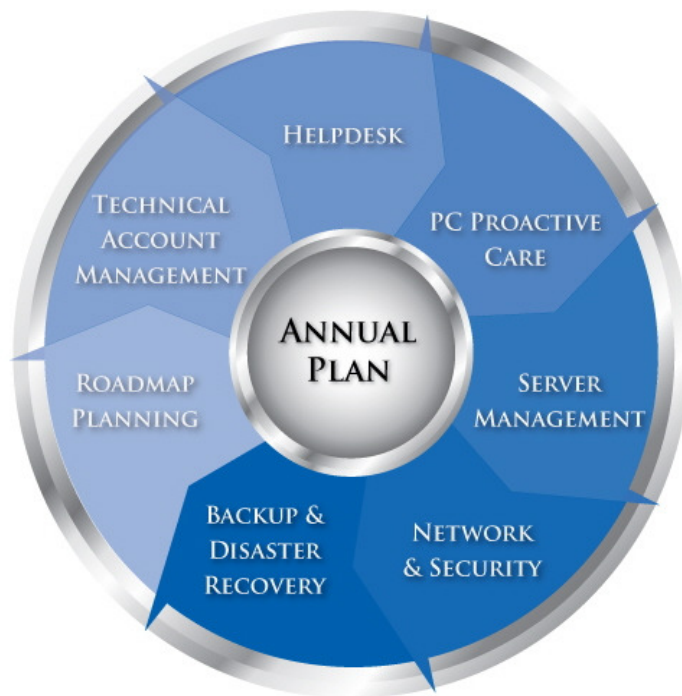 HELPDESK
PC PROACTIVE
CARE
SERVER
MANAGEMENT
NETWORK
& SECURITY
BACKUP &
DISASTER
RECOVERY
ROADMAP
PLANNING
TECHNICAL
ACCOUNT
MANAGEMENT
ANNUAL
PLAN